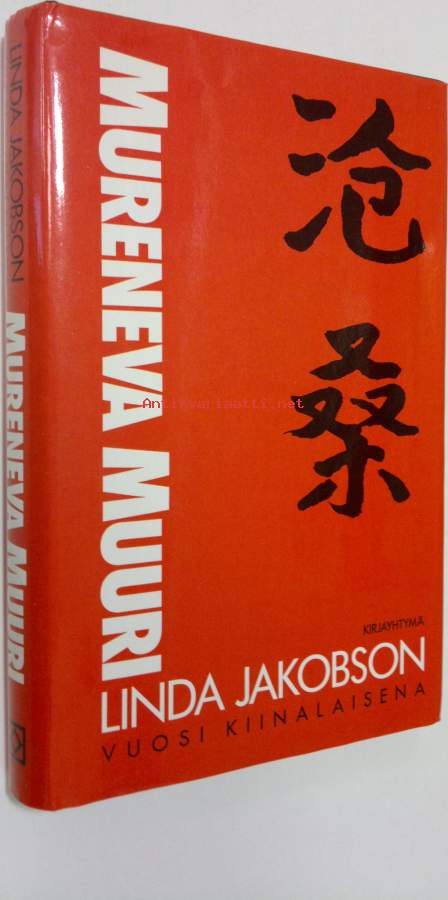 LINDA JAKOBSON
MURENEVA MUURI
K
MURENEVA MUURI
沧桑
Antikvariaatti.net
KIRJAYHTYMÄ
LINDA JAKOBSON
VUOSI KIINALAISENA